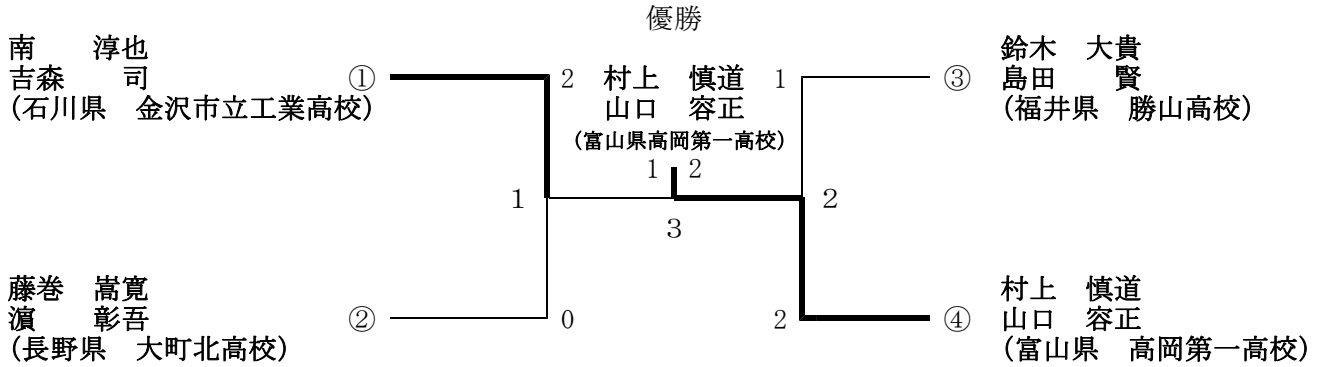 優勝
南　　淳也
吉森　　司
(石川県　金沢市立工業高校)
①
2
村上　慎道
山口　容正
(富山県高岡第一高校)
1
③
鈴木　大貴
島田　　賢
(福井県　勝山高校)
1 2
1
2
3
藤巻　嵩寛
濵　　彰吾
(長野県　大町北高校)
②
0
2
④
村上　慎道
山口　容正
(富山県　高岡第一高校)